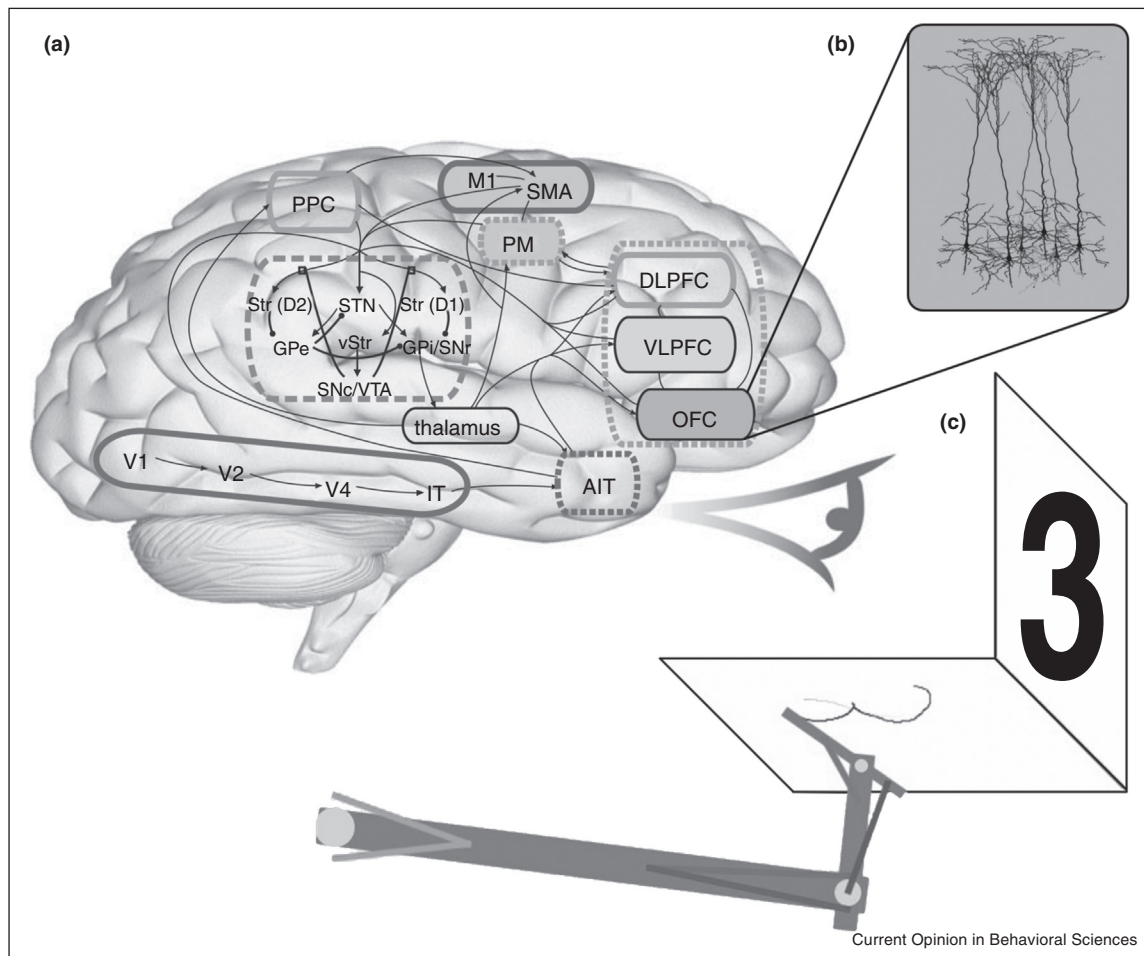 (a)
(b)
M1
SMA
PPC
PM
DLPFC
Str (D2)
STN
Str (D1)
GPe
vStr
GPi/SNr
VLPFC
SNc/VTA
OFC
thalamus
(c)
V1
V2
V4
IT
AIT
3
Current Opinion in Behavioral Sciences